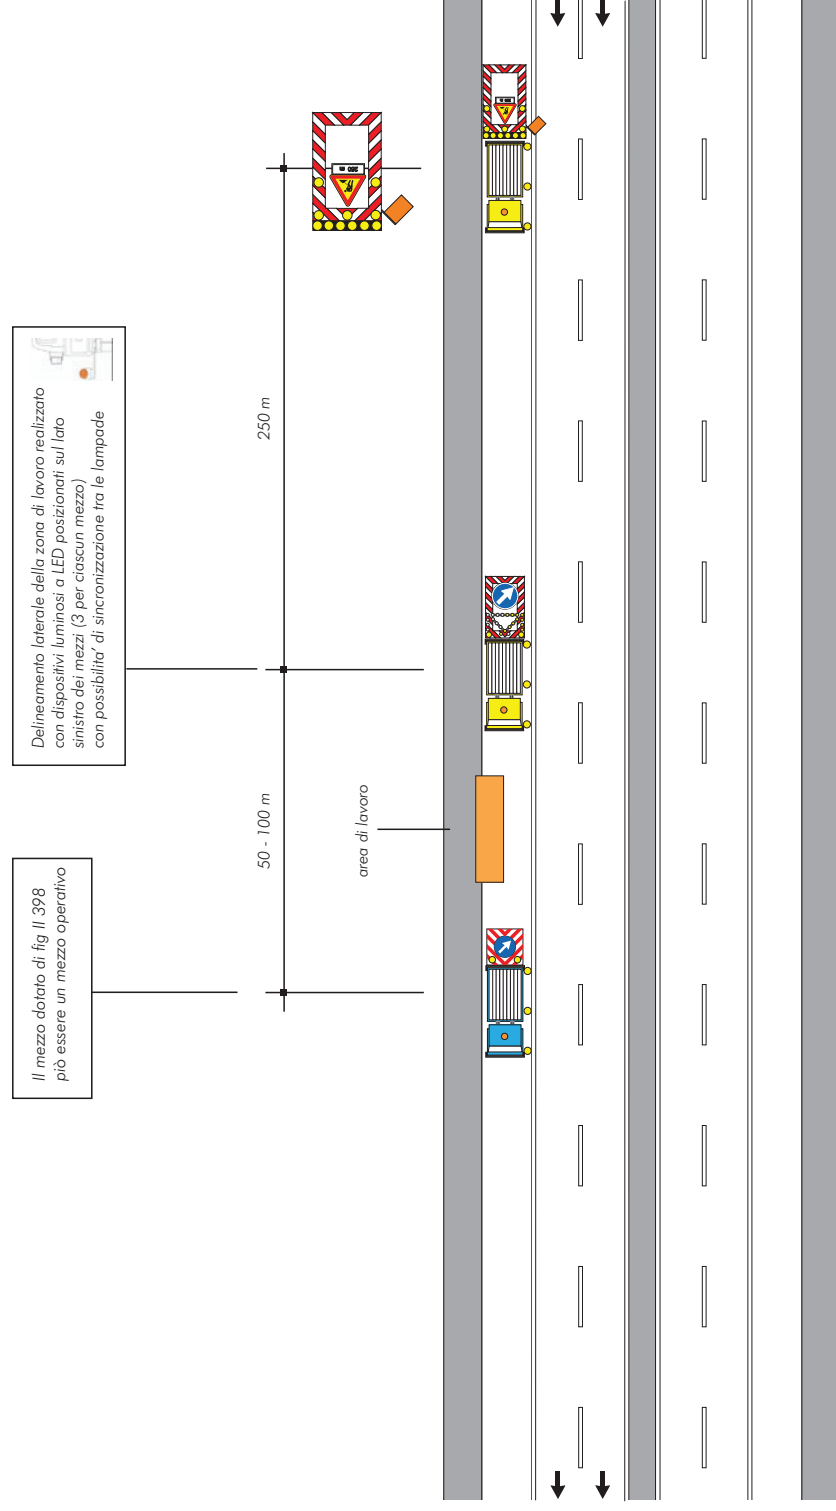 Delineamento laterale della zona di lavoro realizzato
con dispositivi luminosi a LED posizionati sul lato
sinistro dei mezzi (3 per ciascun mezzo)
con possibilita' di sincronizzazione tra le lampade
Il mezzo dotato di fig II 398
piò essere un mezzo operativo
250 m
50 - 100 m
area di lavoro
250 m